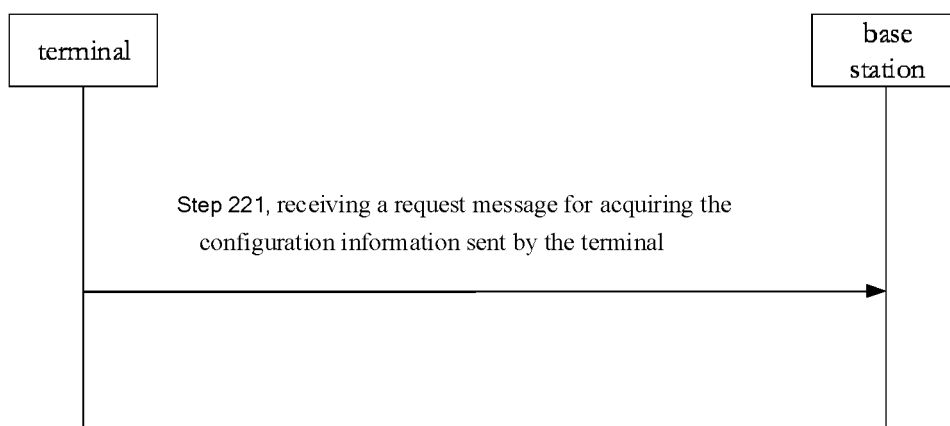 terminal
base
station
Step 221, receiving a request message for acquiring the
configuration information sent by the terminal